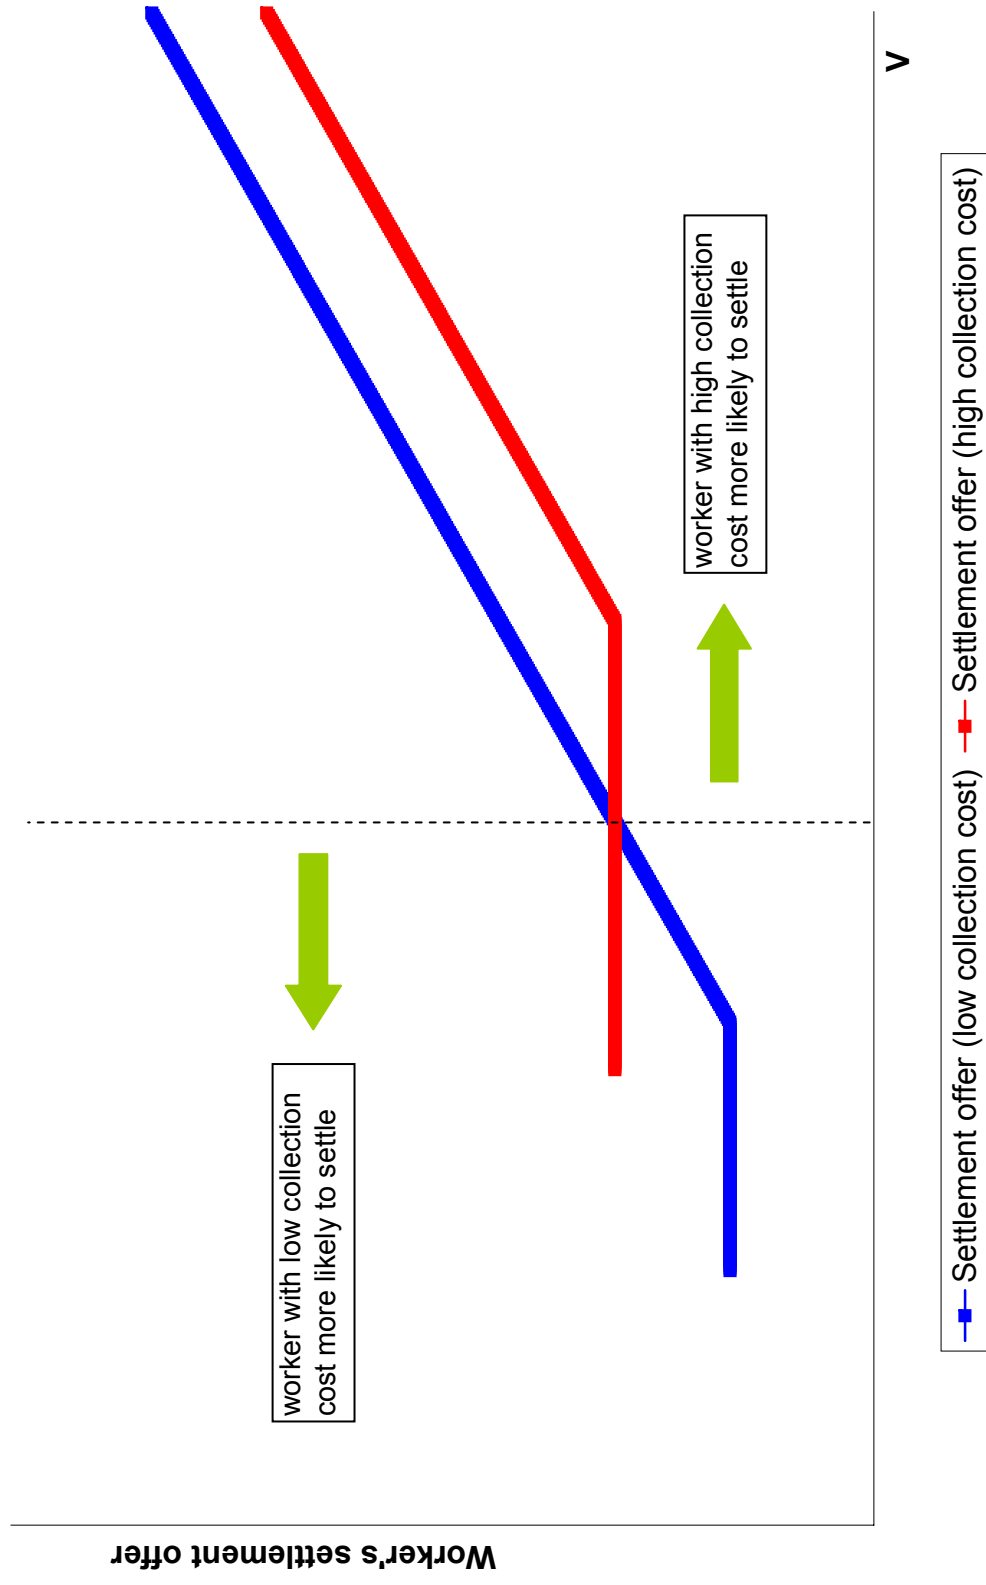 Worker's settlement offer
worker with low collection
cost more likely to settle
worker with high collection
cost more likely to settle
v
Settlement offer (low collection cost) Settlement offer (high collection cost)